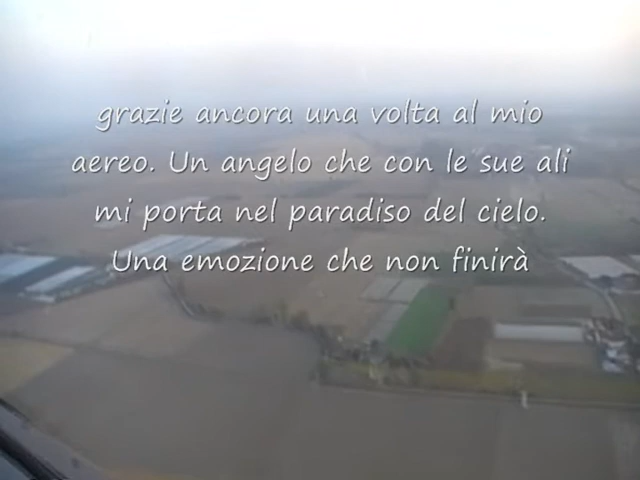 grazie ancora una volta al mio
aereo. Un angelo che con le sue ali
mi porta nel paradiso del cielo.
Una emozione che non finirà